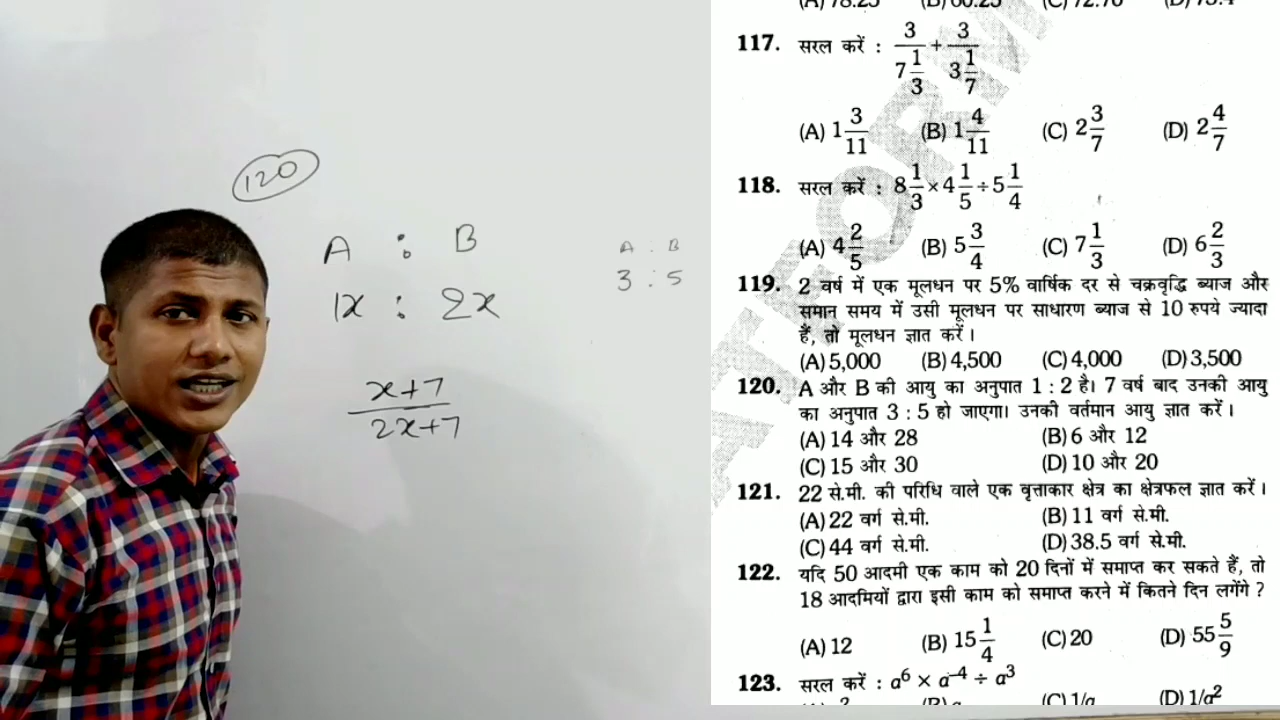 120
A : B
1x : 2x
x+7
2x+7
A : B
3 : 5
117. सरल करें : 3/7 1/3 + 3/3 1/7
(A) 1 3/11 (B) 1 4/11 (C) 2 3/7 (D) 2 4/7
118. सरल करें : 8 1/3 × 4 1/5 ÷ 5 1/4
(A) 4 2/5 (B) 5 3/4 (C) 7 1/3 (D) 6 2/3
119. 2 वर्ष में एक मूलधन पर 5% वार्षिक दर से चक्रवृद्धि ब्याज और
समान समय में उसी मूलधन पर साधारण ब्याज से 10 रुपये ज्यादा
हैं, तो मूलधन ज्ञात करें।
(A) 5,000 (B) 4,500 (C) 4,000 (D) 3,500
120. A और B की आयु का अनुपात 1 : 2 है। 7 वर्ष बाद उनकी आयु
का अनुपात 3 : 5 हो जाएगा। उनकी वर्तमान आयु ज्ञात करें।
(A) 14 और 28 (B) 6 और 12
(C) 15 और 30 (D) 10 और 20
121. 22 से.मी. की परिधि वाले एक वृत्ताकार क्षेत्र का क्षेत्रफल ज्ञात करें।
(A) 22 वर्ग से.मी. (B) 11 वर्ग से.मी.
(C) 44 वर्ग से.मी. (D) 38.5 वर्ग से.मी.
122. यदि 50 आदमी एक काम को 20 दिनों में समाप्त कर सकते हैं, तो
18 आदमियों द्वारा इसी काम को समाप्त करने में कितने दिन लगेंगे ?
(A) 12 (B) 15 1/4 (C) 20 (D) 55 5/9
123. सरल करें : a⁶ × a⁻⁴ ÷ a³
(C) 1/a (D) 1/a²